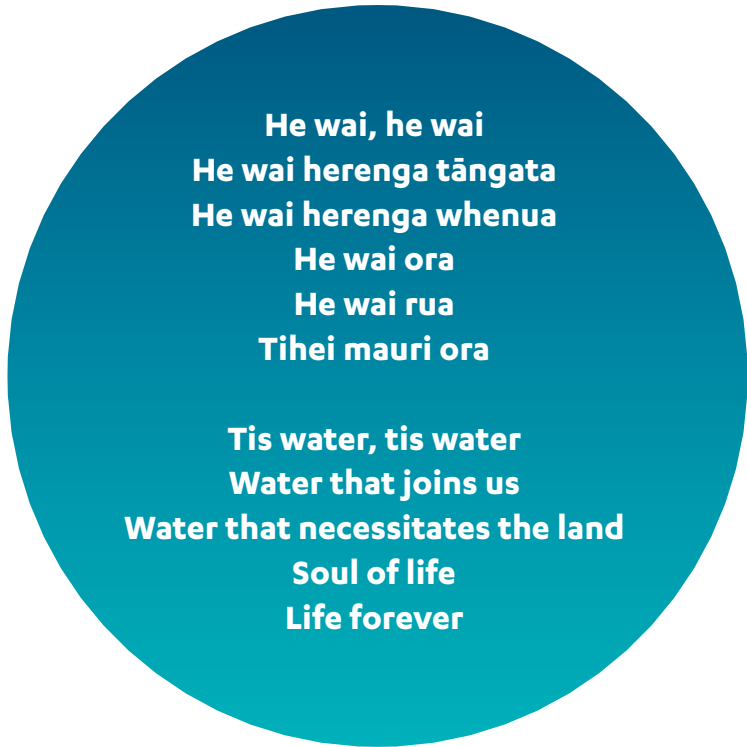 He wai, he wai
He wai herenga tāngata
He wai herenga whenua
He wai ora
He wai rua
Tihei mauri ora
Tis water, tis water
Water that joins us
Water that necessitates the land
Soul of life
Life forever